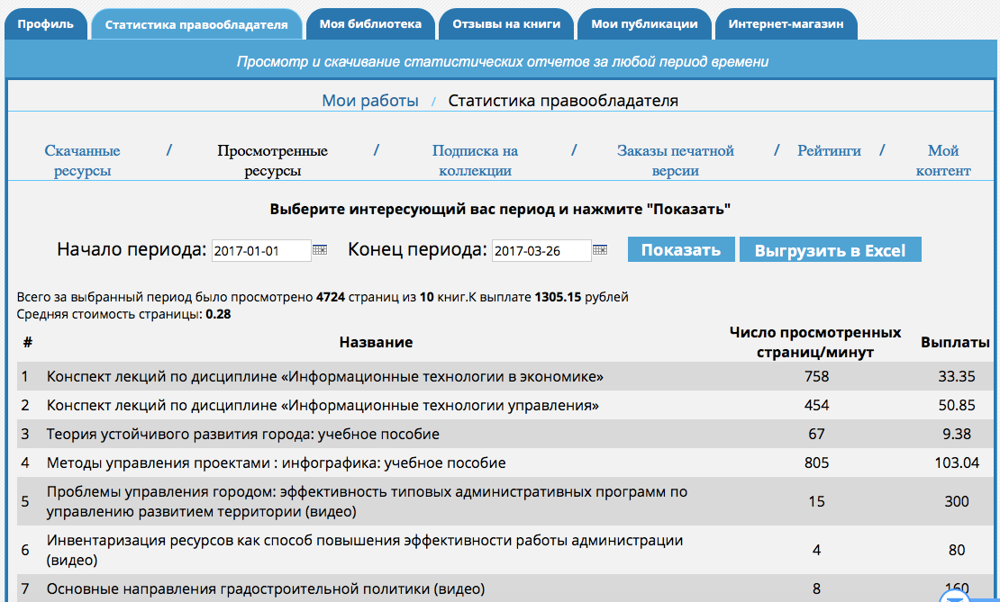 Профиль Статистика правообладателя Моя библиотека Отзывы на книги Мои публикации Интернет-магазин
Просмотр и скачивание статистических отчетов за любой период времени
Мои работы / Статистика правообладателя
Скачанные ресурсы / Просмотренные ресурсы / Подписка на коллекции / Заказы печатной версии / Рейтинги / Мой контент
Выберите интересующий вас период и нажмите "Показать"
Начало периода: 2017-01-01 Конец периода: 2017-03-26 Показать Выгрузить в Excel
Всего за выбранный период было просмотрено 4724 страниц из 10 книг.К выплате 1305.15 рублей
Средняя стоимость страницы: 0.28
# Название Число просмотренных страниц/минут Выплаты
1 Конспект лекций по дисциплине «Информационные технологии в экономике» 758 33.35
2 Конспект лекций по дисциплине «Информационные технологии управления» 454 50.85
3 Теория устойчивого развития города: учебное пособие 67 9.38
4 Методы управления проектами : инфографика: учебное пособие 805 103.04
5 Проблемы управления городом: эффективность типовых административных программ по
управлению развитием территории (видео) 15 300
6 Инвентаризация ресурсов как способ повышения эффективности работы администрации
(видео) 4 80
7 Основные направления градостроительной политики (видео) 8 160